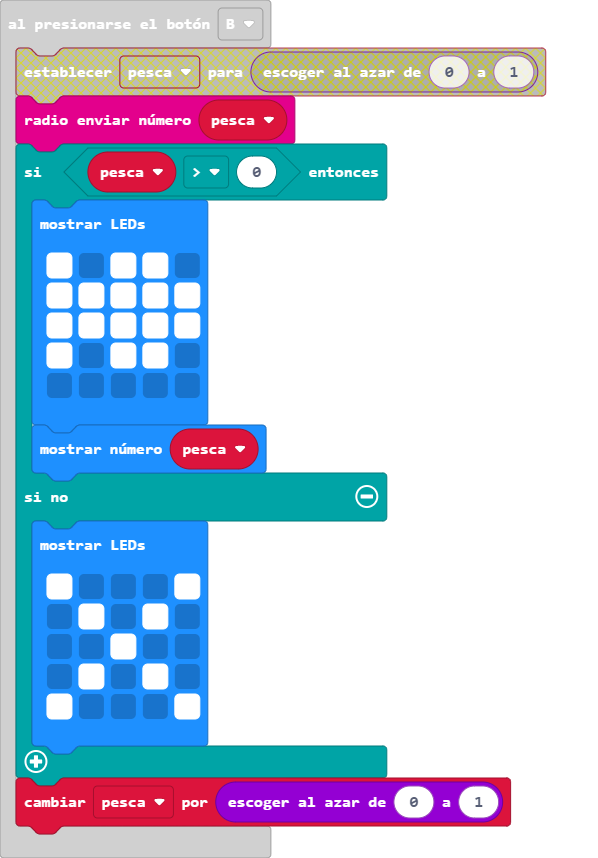 al presionarse el botón B
establecer pesca para escoger al azar de 0 a 1
radio enviar número pesca
si pesca > 0 entonces
mostrar LEDs
mostrar número pesca
si no
mostrar LEDs
cambiar pesca por escoger al azar de 0 a 1